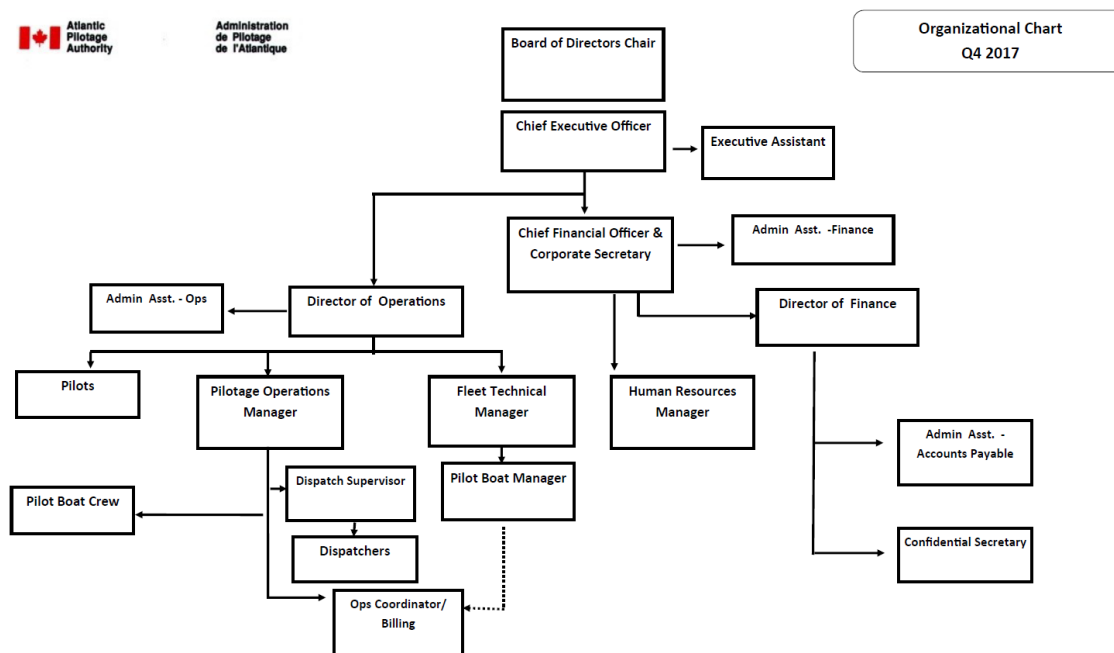 Atlantic
Pilotage
Authority
Administration
de Pilotage
de l'Atlantique
Organizational Chart
Q4 2017
Board of Directors Chair
Chief Executive Officer
Executive Assistant
Chief Financial Officer &
Corporate Secretary
Admin Asst. -Finance
Admin Asst. - Ops
Director of Operations
Director of Finance
Pilots
Pilotage Operations
Manager
Fleet Technical
Manager
Human Resources
Manager
Admin Asst. -
Accounts Payable
Pilot Boat Crew
Dispatch Supervisor
Pilot Boat Manager
Dispatchers
Confidential Secretary
Ops Coordinator/
Billing